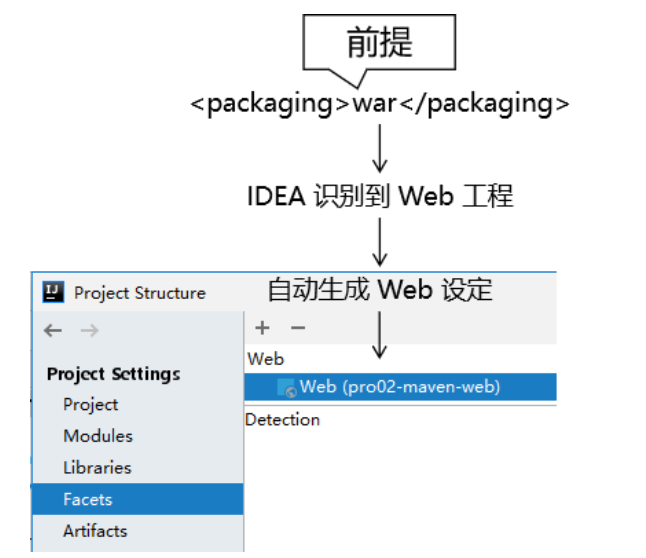 前提
<packaging>war</packaging>
IDEA 识别到 Web 工程
自动生成 Web 设定
Project Structure
Project Settings
Project
Modules
Libraries
Facets
Artifacts
Web
Web (pro02-maven-web)
Detection